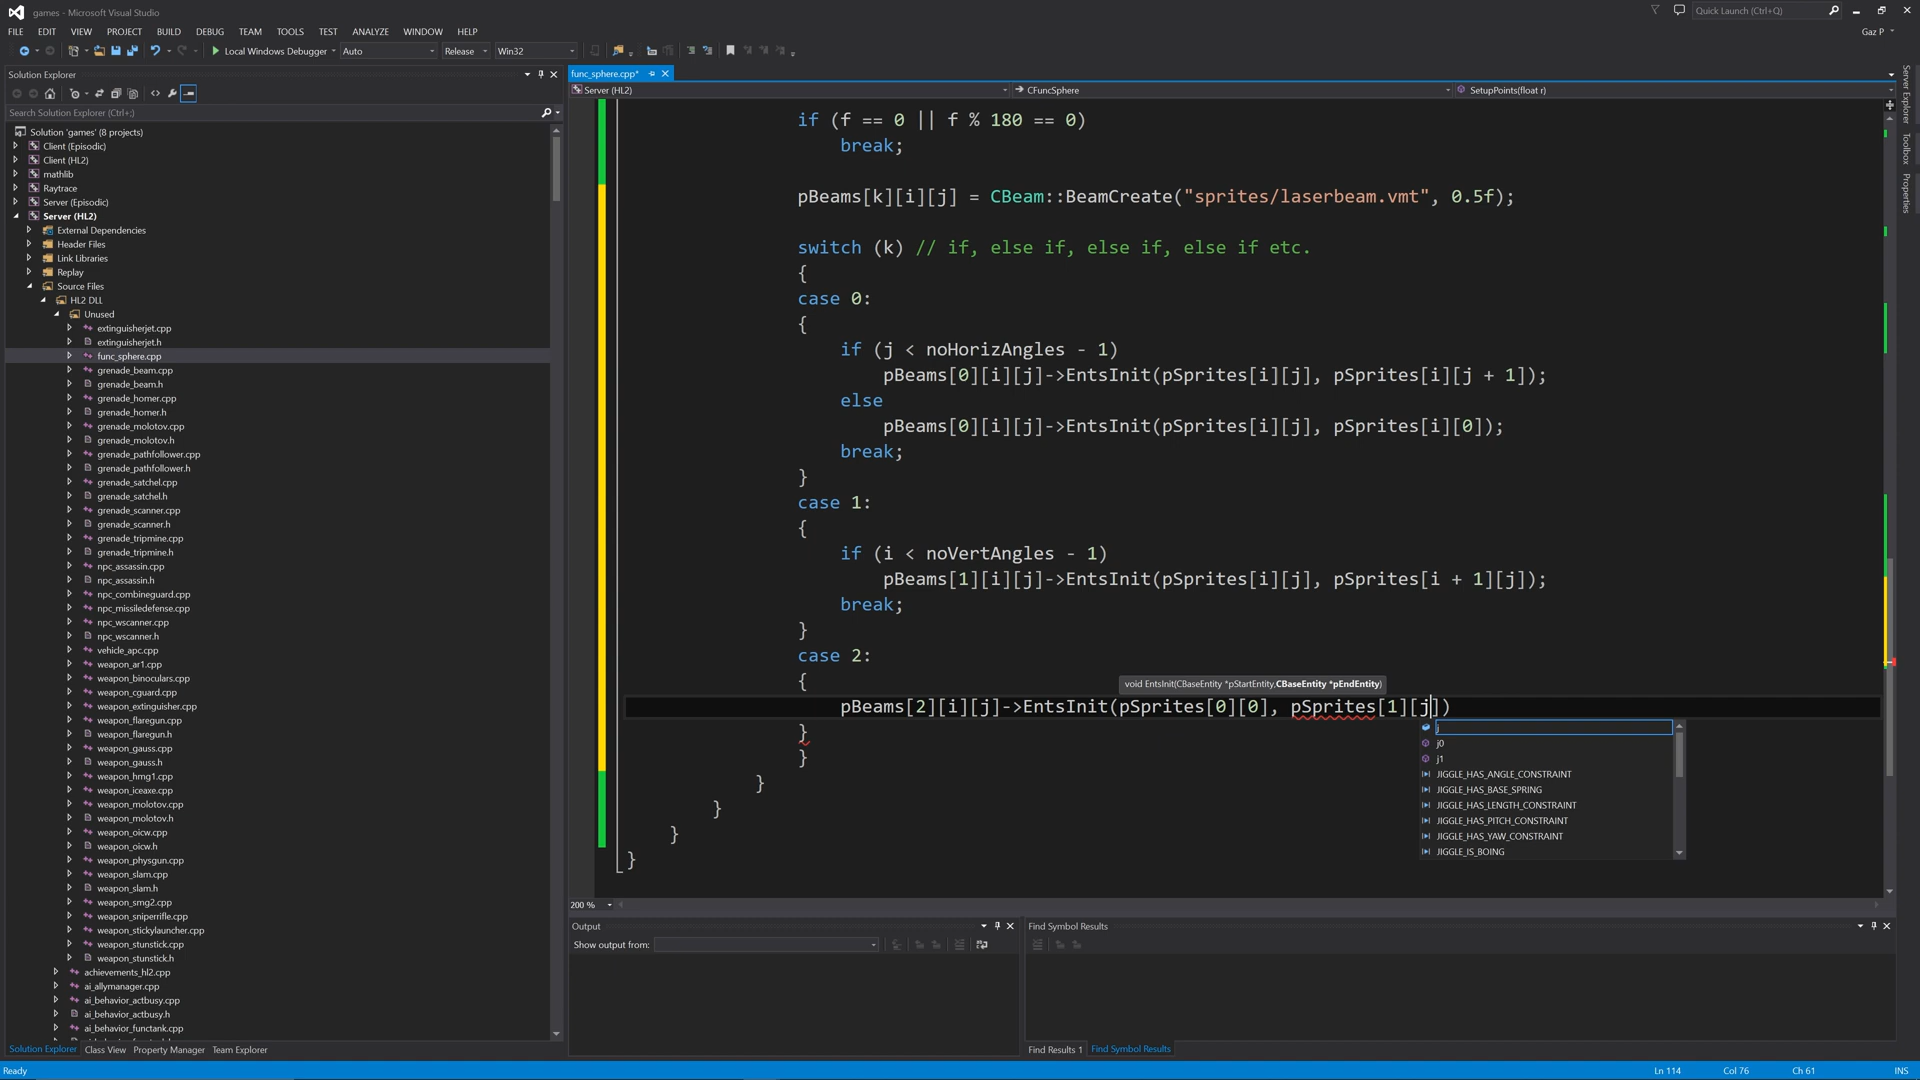 games - Microsoft Visual Studio
Quick Launch (Ctrl+Q)
FILE EDIT VIEW PROJECT BUILD DEBUG TEAM TOOLS TEST ANALYZE WINDOW HELP
Gaz P
Local Windows Debugger Auto Release Win32
Solution Explorer
Search Solution Explorer (Ctrl+;)
Solution 'games' (8 projects)
Client (Episodic)
Client (HL2)
mathlib
Raytrace
Server (Episodic)
Server (HL2)
External Dependencies
Header Files
Link Libraries
Replay
Source Files
HL2 DLL
Unused
extinguisherjet.cpp
extinguisherjet.h
func_sphere.cpp
grenade_beam.cpp
grenade_beam.h
grenade_homer.cpp
grenade_homer.h
grenade_molotov.cpp
grenade_molotov.h
grenade_pathfollower.cpp
grenade_pathfollower.h
grenade_satchel.cpp
grenade_satchel.h
grenade_scanner.cpp
grenade_scanner.h
grenade_tripmine.cpp
grenade_tripmine.h
npc_assassin.cpp
npc_assassin.h
npc_combineguard.cpp
npc_missiledefense.cpp
npc_wscanner.cpp
npc_wscanner.h
vehicle_apc.cpp
weapon_ar1.cpp
weapon_binoculars.cpp
weapon_cguard.cpp
weapon_extinguisher.cpp
weapon_flaregun.cpp
weapon_flaregun.h
weapon_gauss.cpp
weapon_gauss.h
weapon_hmg1.cpp
weapon_iceaxe.cpp
weapon_molotov.cpp
weapon_molotov.h
weapon_oicw.cpp
weapon_oicw.h
weapon_physgun.cpp
weapon_slam.cpp
weapon_slam.h
weapon_smg2.cpp
weapon_sniperrifle.cpp
weapon_stickylauncher.cpp
weapon_stunstick.cpp
weapon_stunstick.h
achievements_hl2.cpp
ai_allymanager.cpp
ai_behavior_actbusy.cpp
ai_behavior_actbusy.h
ai_behavior_functank.cpp
Solution Explorer Class View Property Manager Team Explorer
func_sphere.cpp*
Server (HL2) CFuncSphere SetupPoints(float r)
if (f == 0 || f % 180 == 0)
break;
pBeams[k][i][j] = CBeam::BeamCreate("sprites/laserbeam.vmt", 0.5f);
switch (k) // if, else if, else if, else if etc.
{
case 0:
{
if (j < noHorizAngles - 1)
pBeams[0][i][j]->EntsInit(pSprites[i][j], pSprites[i][j + 1]);
else
pBeams[0][i][j]->EntsInit(pSprites[i][j], pSprites[i][0]);
break;
}
case 1:
{
if (i < noVertAngles - 1)
pBeams[1][i][j]->EntsInit(pSprites[i][j], pSprites[i + 1][j]);
break;
}
case 2:
{
void EntsInit(CBaseEntity *pStartEntity,CBaseEntity *pEndEntity)
pBeams[2][i][j]->EntsInit(pSprites[0][0], pSprites[1][j])
}
}
}
}
}
}
j
j0
j1
JIGGLE_HAS_ANGLE_CONSTRAINT
JIGGLE_HAS_BASE_SPRING
JIGGLE_HAS_LENGTH_CONSTRAINT
JIGGLE_HAS_PITCH_CONSTRAINT
JIGGLE_HAS_YAW_CONSTRAINT
JIGGLE_IS_BOING
200 %
Output
Show output from:
Find Symbol Results
Find Results 1 Find Symbol Results
Server Explorer
Toolbox
Properties
Ready
Ln 114 Col 76 Ch 61 INS